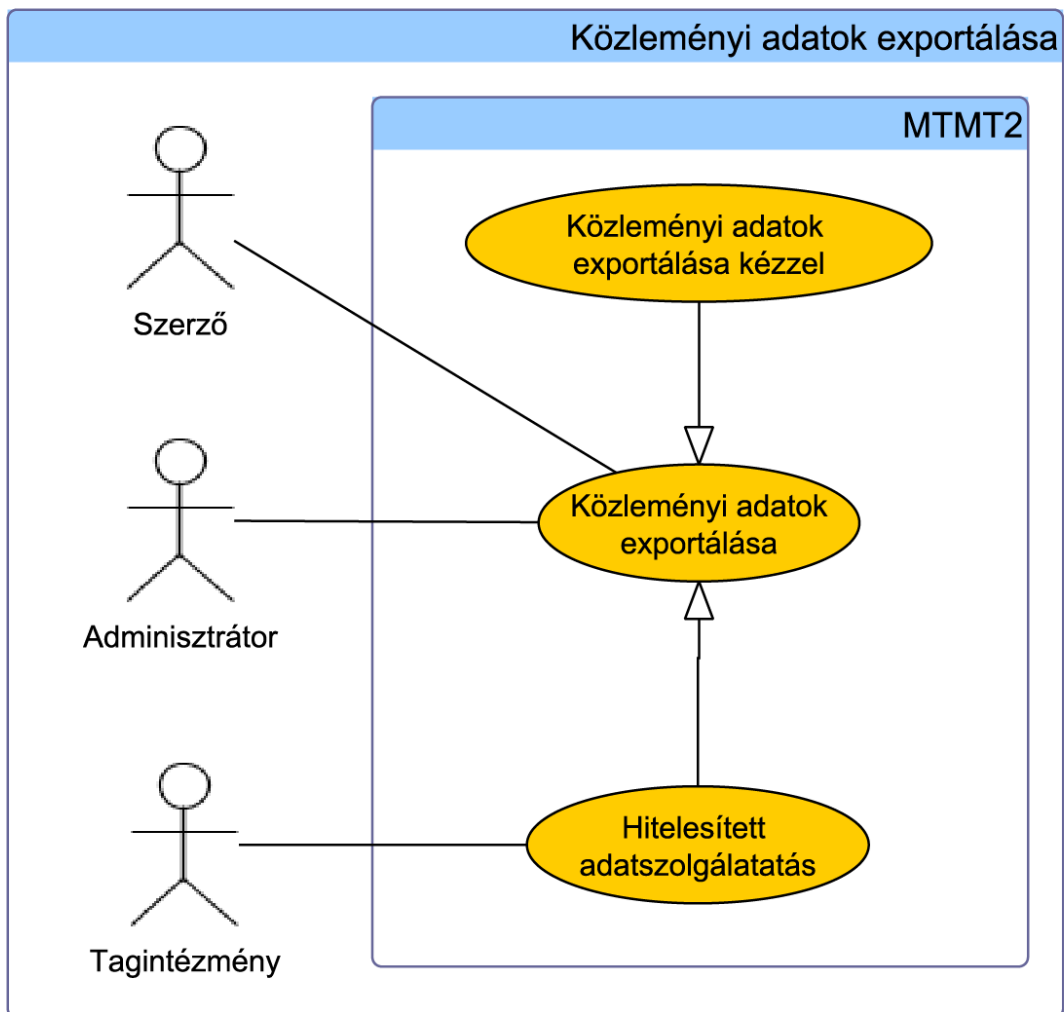 Közleményi adatok exportálása
MTMT2
Közleményi adatok
exportálása kézzel
Szerző
Közleményi adatok
exportálása
Adminisztrátor
Hitelesített
adatszolgálatatás
Tagintézmény